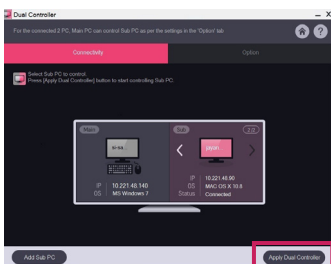 Dual Controller
For the connected 2 PC, Main PC can control Sub PC as per the settings in the 'Option' tab
Connectivity
Option
Select Sub PC to control.
Press [Apply Dual Controller] button to start controlling Sub PC.
Main
Sub
IP 10.221.48.140
OS MS Windows 7
IP 10.221.48.90
OS MAC OS X 10.8
Status Connected
Add Sub PC
Apply Dual Controller